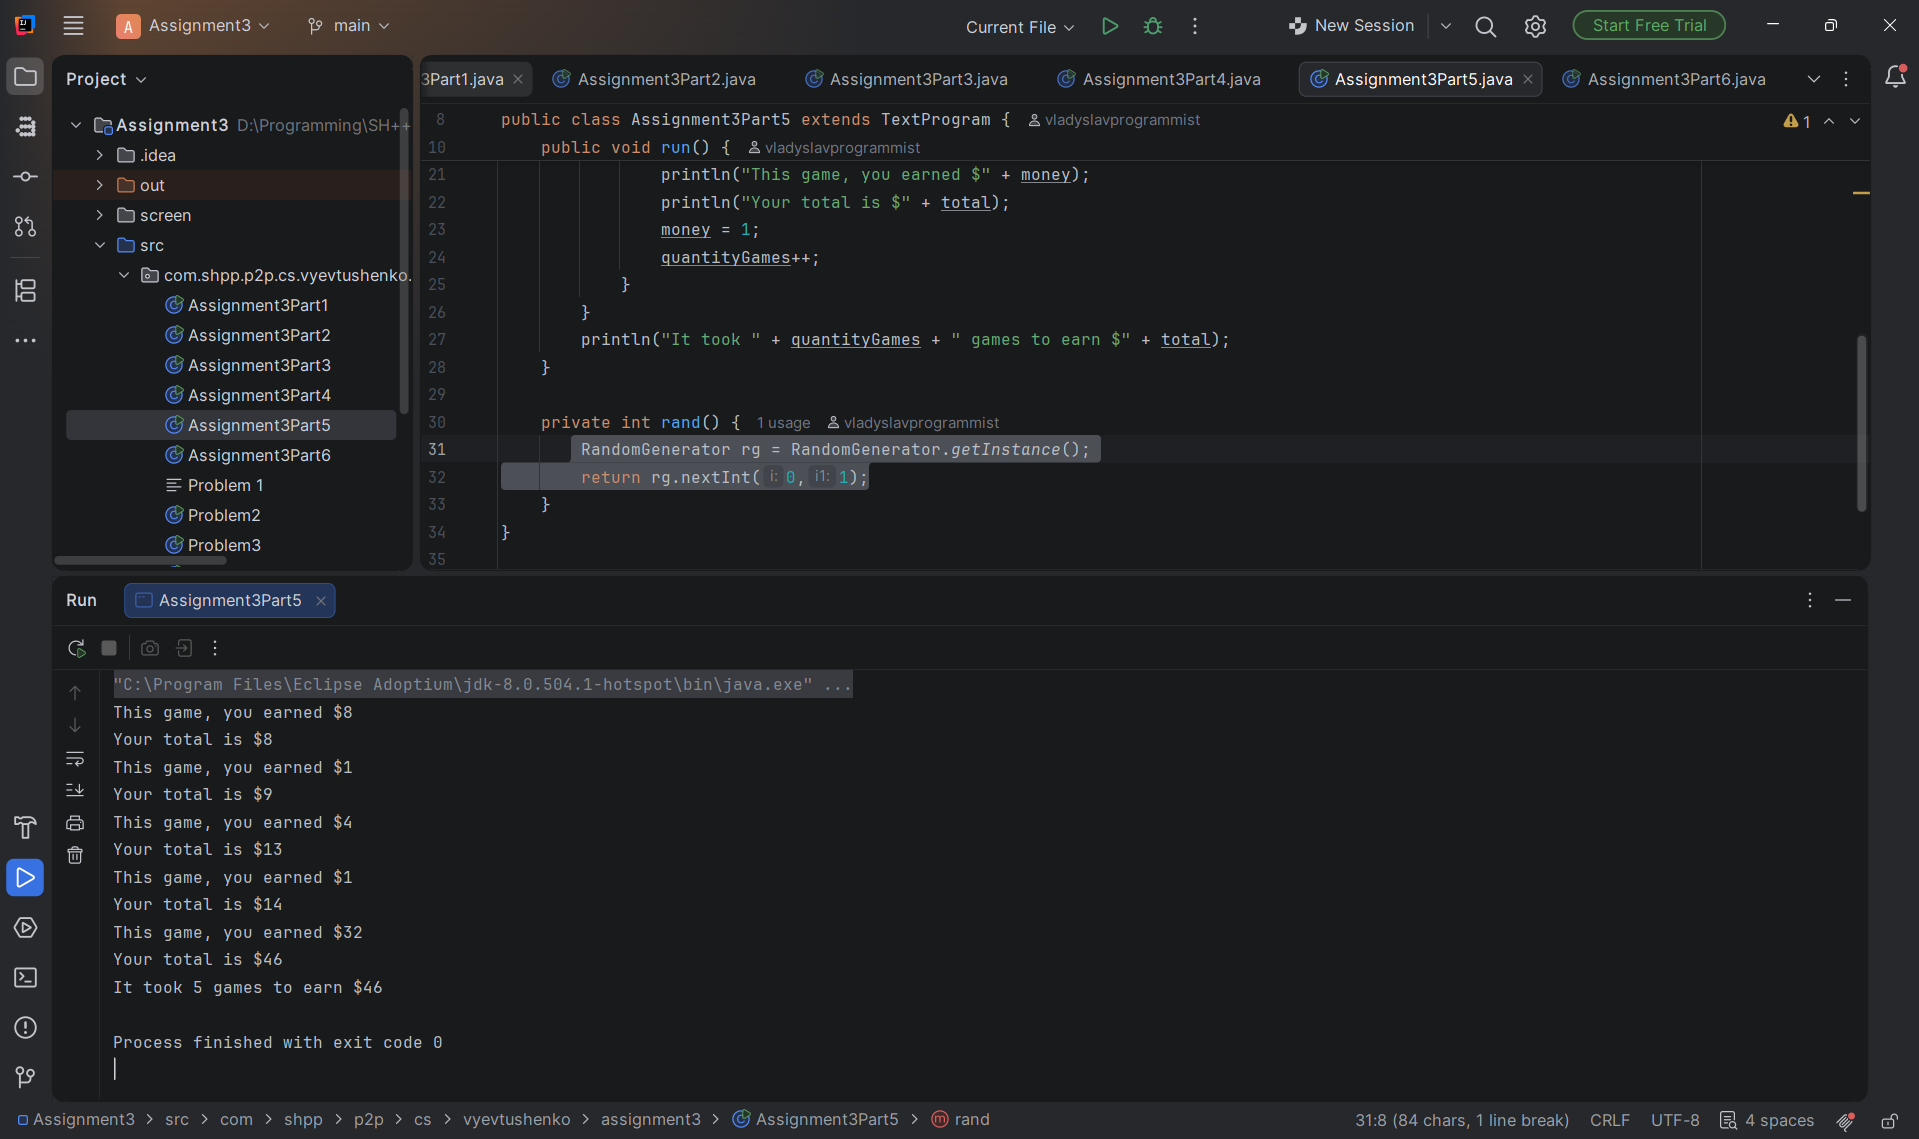 A Assignment3 main Current File New Session Start Free Trial
Project
3Part1.java Assignment3Part2.java Assignment3Part3.java Assignment3Part4.java Assignment3Part5.java Assignment3Part6.java
Assignment3 D:\Programming\SH++
.idea
out
screen
src
com.shpp.p2p.cs.vyevtushenko.
Assignment3Part1
Assignment3Part2
Assignment3Part3
Assignment3Part4
Assignment3Part5
Assignment3Part6
Problem 1
Problem2
Problem3
8 public class Assignment3Part5 extends TextProgram { vladyslavprogrammist 1
10 public void run() { vladyslavprogrammist
21 println("This game, you earned $" + money);
22 println("Your total is $" + total);
23 money = 1;
24 quantityGames++;
25 }
26 }
27 println("It took " + quantityGames + " games to earn $" + total);
28 }
29
30 private int rand() { 1 usage vladyslavprogrammist
31 RandomGenerator rg = RandomGenerator.getInstance();
32 return rg.nextInt( i: 0, i1: 1);
33 }
34 }
35
Run Assignment3Part5
"C:\Program Files\Eclipse Adoptium\jdk-8.0.504.1-hotspot\bin\java.exe" ...
This game, you earned $8
Your total is $8
This game, you earned $1
Your total is $9
This game, you earned $4
Your total is $13
This game, you earned $1
Your total is $14
This game, you earned $32
Your total is $46
It took 5 games to earn $46
Process finished with exit code 0
Assignment3 > src > com > shpp > p2p > cs > vyevtushenko > assignment3 > Assignment3Part5 > m rand 31:8 (84 chars, 1 line break) CRLF UTF-8 4 spaces